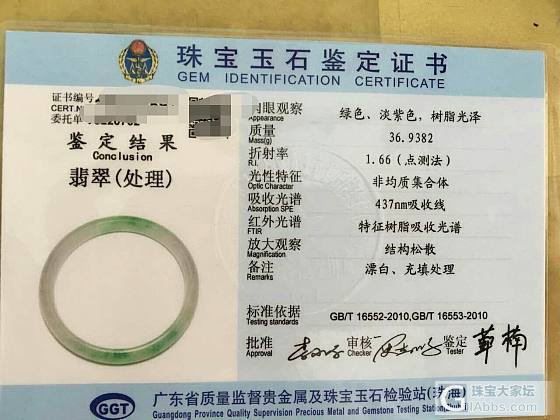 珠宝玉石鉴定证书
GEM IDENTIFICATION CERTIFICATE
证书编号
CERT.N
委托单
鉴定结果
Conclusion
翡翠(处理)
肉眼观察 绿色、淡紫色,树脂光泽
Appearance
质量 36.9382
Mass(g)
折射率 1.66(点测法)
R.I.
光性特征 非均质集合体
Optic Character
吸收光谱 437nm吸收线
Absorption SPE
红外光谱 特征树脂吸收光谱
FTIR
放大观察 结构松散
Magnification
备注 漂白、充填处理
Remarks
标准依据 GB/T 16552-2010,GB/T 16553-2010
Testing standards
批准 审核 鉴定
Approval Checker Tester
GGT
广东省质量监督贵金属及珠宝玉石检验站(珠海)
Guangdong Province Quality Supervision Precious Metal and Gemstone Testing Station
珠宝大家坛